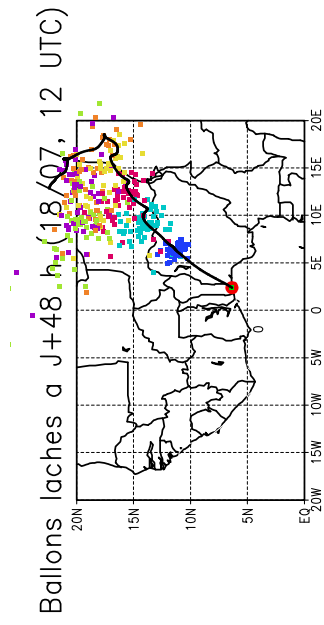 Ballons laches a J+48 h (18/07, 12 UTC)
20N
15N
10N
5N
0
EQ
20W 15W 10W 5W 0 5E 10E 15E 20E